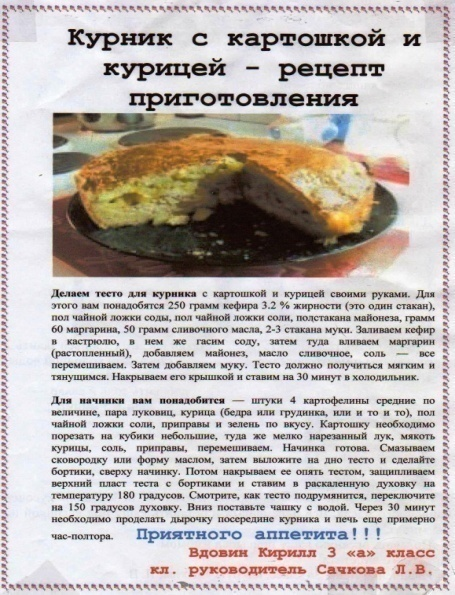 Курник с картошкой и
курицей – рецепт
приготовления
Делаем тесто для курника с картошкой и курицей своими руками. Для
этого вам понадобятся 250 грамм кефира 3.2 % жирности (это один стакан),
пол чайной ложки соды, пол чайной ложки соли, полстакана майонеза, грамм
60 маргарина, 50 грамм сливочного масла, 2-3 стакана муки. Заливаем кефир
в кастрюлю, в нем же гасим соду, затем туда вливаем маргарин
(растопленный), добавляем майонез, масло сливочное, соль — все
перемешиваем. Затем добавляем муку. Тесто должно получиться мягким и
тянущимся. Накрываем его крышкой и ставим на 30 минут в холодильник.
Для начинки вам понадобится — штуки 4 картофелины средние по
величине, пара луковиц, курица (бедра или грудинка, или и то и то), пол
чайной ложки соли, приправы и зелень по вкусу. Картошку необходимо
порезать на кубики небольшие, туда же мелко нарезанный лук, мякоть
курицы, соль, приправы, перемешиваем. Начинка готова. Смазываем
сковородку или форму маслом, затем выложите на дно тесто и сделайте
бортики, сверху начинку. Потом накрываем ее опять тестом, защипливаем
верхний пласт теста с бортиками и ставим в раскаленную духовку на
температуру 180 градусов. Смотрите, как тесто подрумянится, переключите
на 150 градусов духовку. Вниз поставьте чашку с водой. Через 30 минут
необходимо проделать дырочку посередине курника и печь еще примерно
час-полтора. Приятного аппетита!!!
Вдовин Кирилл 3 «а» класс
кл. руководитель Сачкова Л.В.